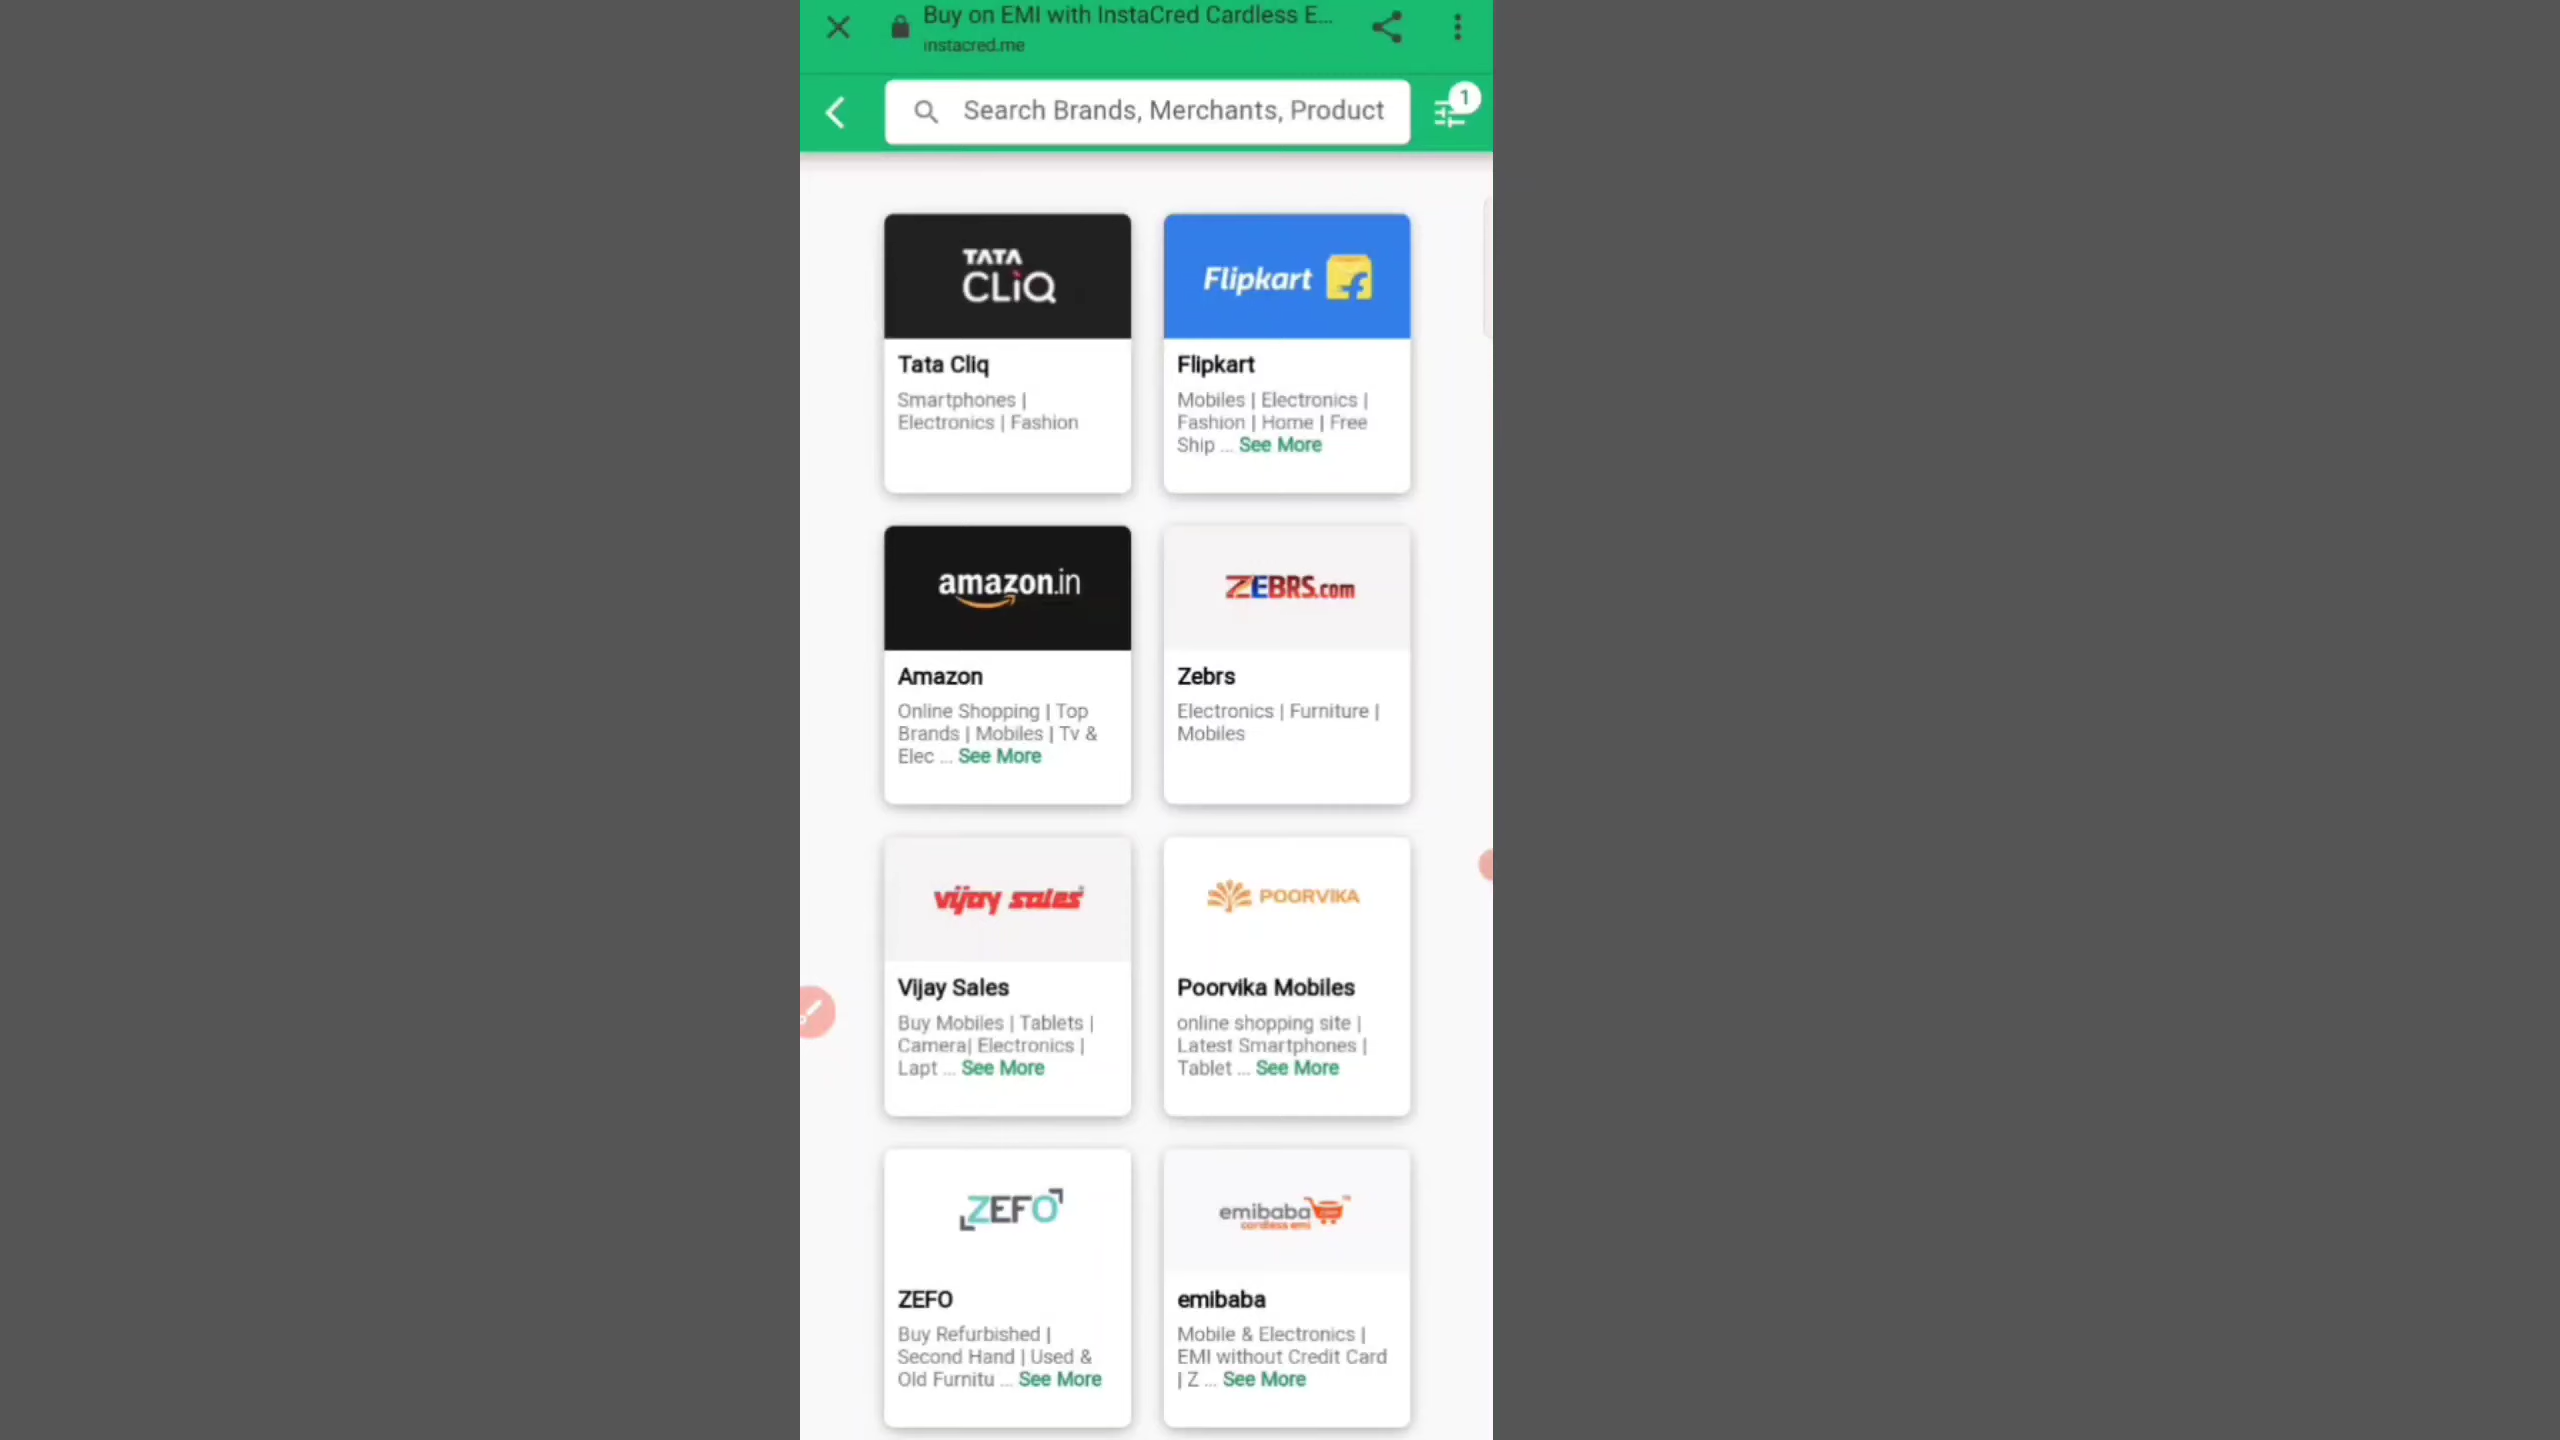 Buy on EMI with InstaCred Cardless E...
instacred.me
Search Brands, Merchants, Product
1
TATA
CLiQ
Flipkart
Tata Cliq
Smartphones |
Electronics | Fashion
Flipkart
Mobiles | Electronics |
Fashion | Home | Free
Ship ... See More
amazon.in
ZEBRS.com
Amazon
Online Shopping | Top
Brands | Mobiles | Tv &
Elec ... See More
Zebrs
Electronics | Furniture |
Mobiles
vijay sales
POORVIKA
Vijay Sales
Buy Mobiles | Tablets |
Camera| Electronics |
Lapt ... See More
Poorvika Mobiles
online shopping site |
Latest Smartphones |
Tablet ... See More
ZEFO
emibaba
cardless emi
ZEFO
Buy Refurbished |
Second Hand | Used &
Old Furnitu ... See More
emibaba
Mobile & Electronics |
EMI without Credit Card
| Z ... See More